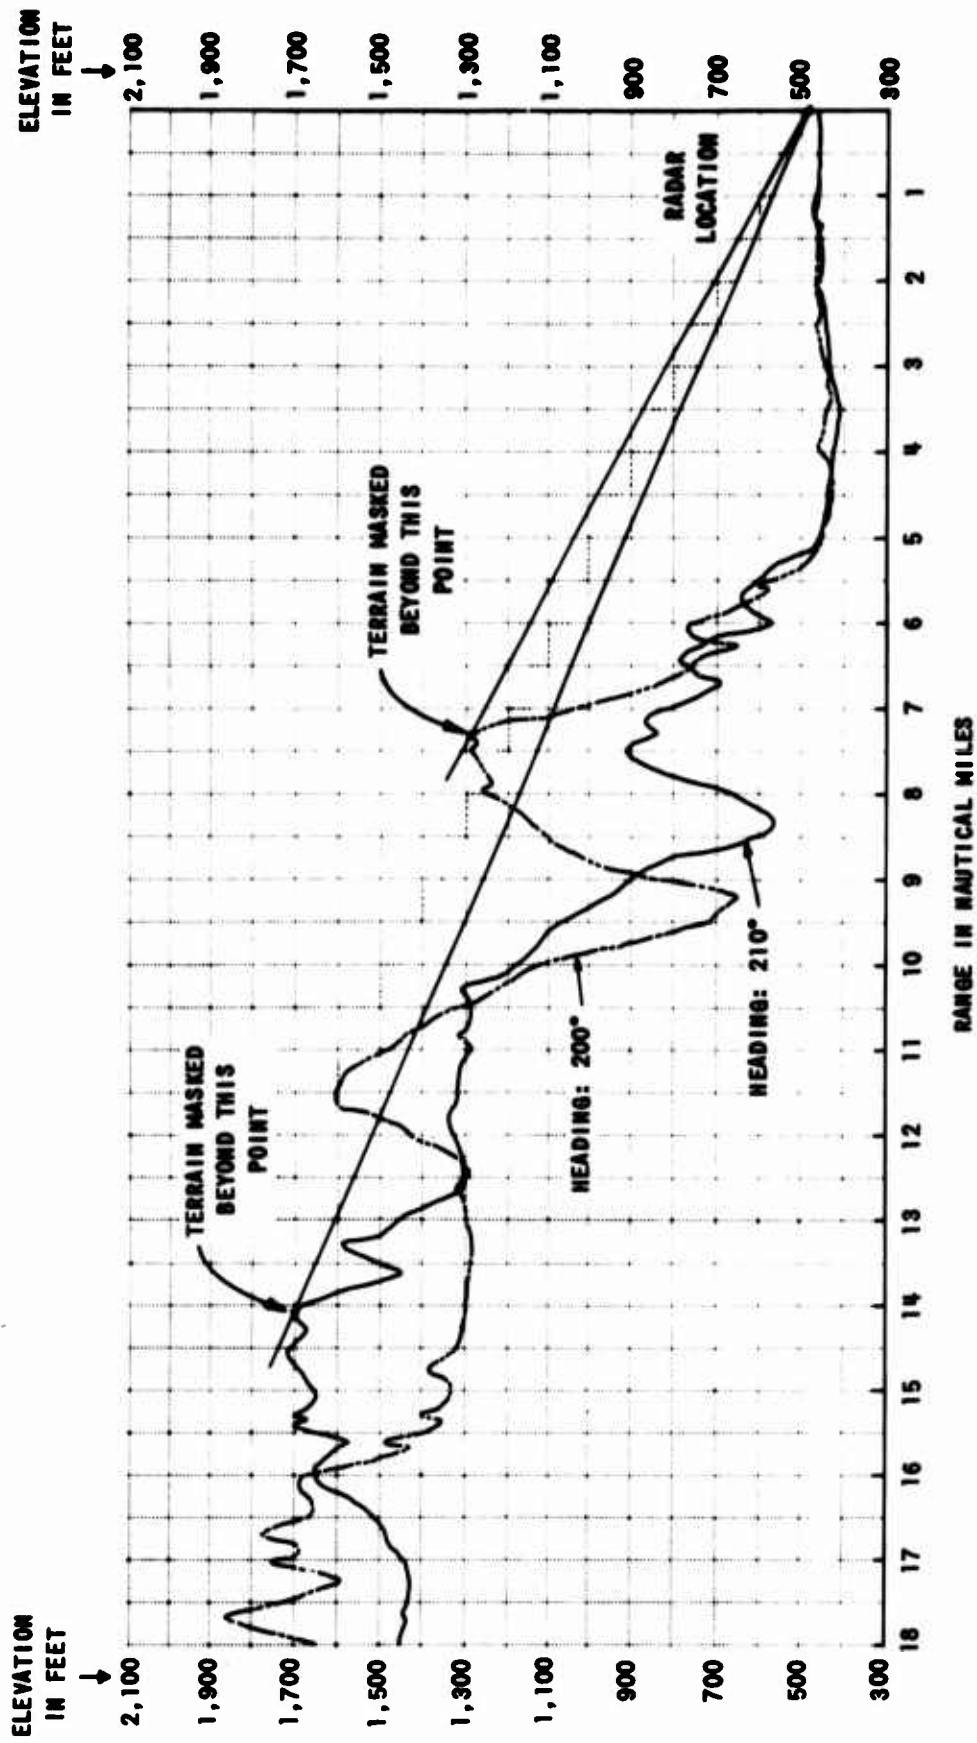 ELEVATION
IN FEET
2,100
1,900
1,700
1,500
1,300
1,100
900
700
500
300
ELEVATION
IN FEET
2,100
1,900
1,700
1,500
1,300
1,100
900
700
500
300
TERRAIN MASKED
BEYOND THIS
POINT
TERRAIN MASKED
BEYOND THIS
POINT
RADAR
LOCATION
HEADING: 200°
HEADING: 210°
18 17 16 15 14 13 12 11 10 9 8 7 6 5 4 3 2 1
RANGE IN NAUTICAL MILES